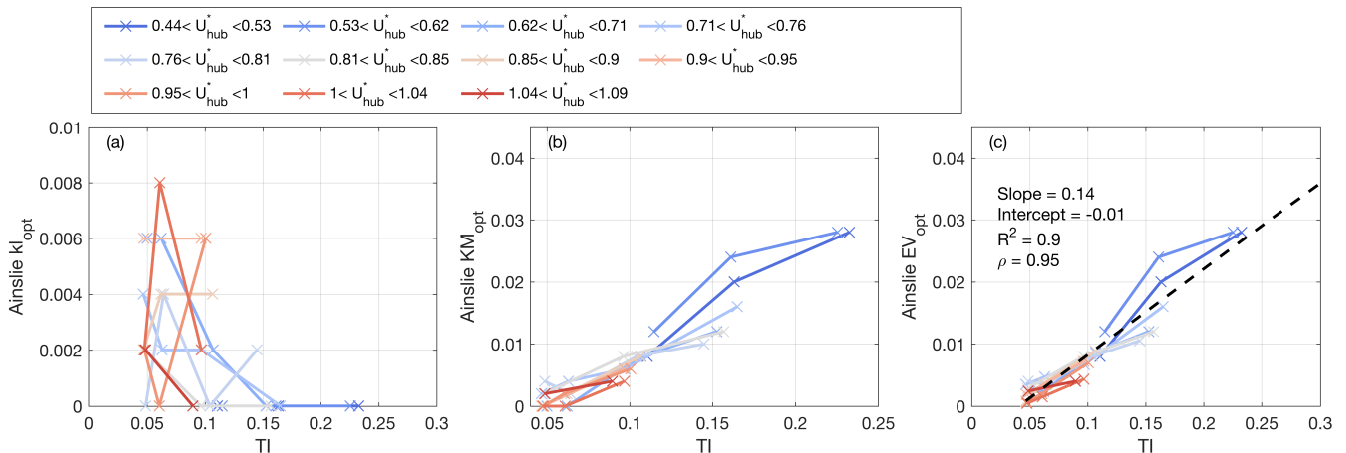 0.44< U*hub <0.53 0.53< U*hub <0.62 0.62< U*hub <0.71 0.71< U*hub <0.76
0.76< U*hub <0.81 0.81< U*hub <0.85 0.85< U*hub <0.9 0.9< U*hub <0.95
0.95< U*hub <1 1< U*hub <1.04 1.04< U*hub <1.09
(a)
Ainslie klopt
0.01
0.008
0.006
0.004
0.002
0
0 0.05 0.1 0.15 0.2 0.25 0.3
TI
(b)
Ainslie KMopt
0.04
0.03
0.02
0.01
0
0.05 0.1 0.15 0.2 0.25
TI
(c)
Ainslie EVopt
0.04
0.03
0.02
0.01
0
Slope = 0.14
Intercept = -0.01
R2 = 0.9
ρ = 0.95
0 0.05 0.1 0.15 0.2 0.25 0.3
TI